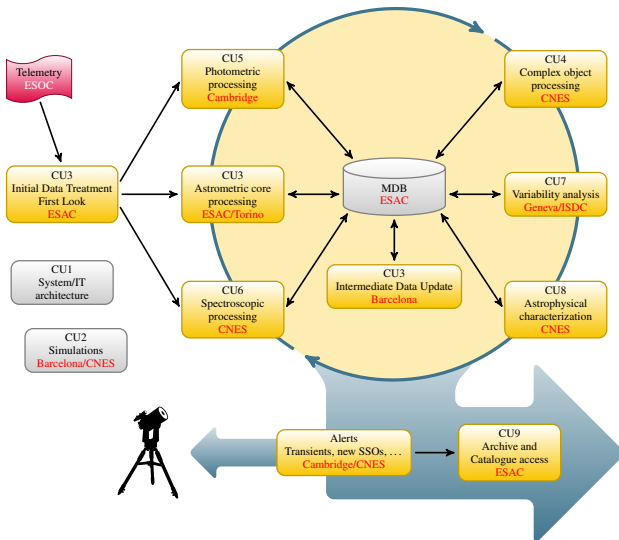 Telemetry
ESOC
CU5
Photometric
processing
Cambridge
CU4
Complex object
processing
CNES
CU3
Initial Data Treatment
First Look
ESAC
CU3
Astrometric core
processing
ESAC/Torino
MDB
ESAC
CU7
Variability analysis
Geneva/ISDC
CU1
System/IT
architecture
CU6
Spectroscopic
processing
CNES
CU3
Intermediate Data Update
Barcelona
CU8
Astrophysical
characterization
CNES
CU2
Simulations
Barcelona/CNES
Alerts
Transients, new SSOs, ...
Cambridge/CNES
CU9
Archive and
Catalogue access
ESAC